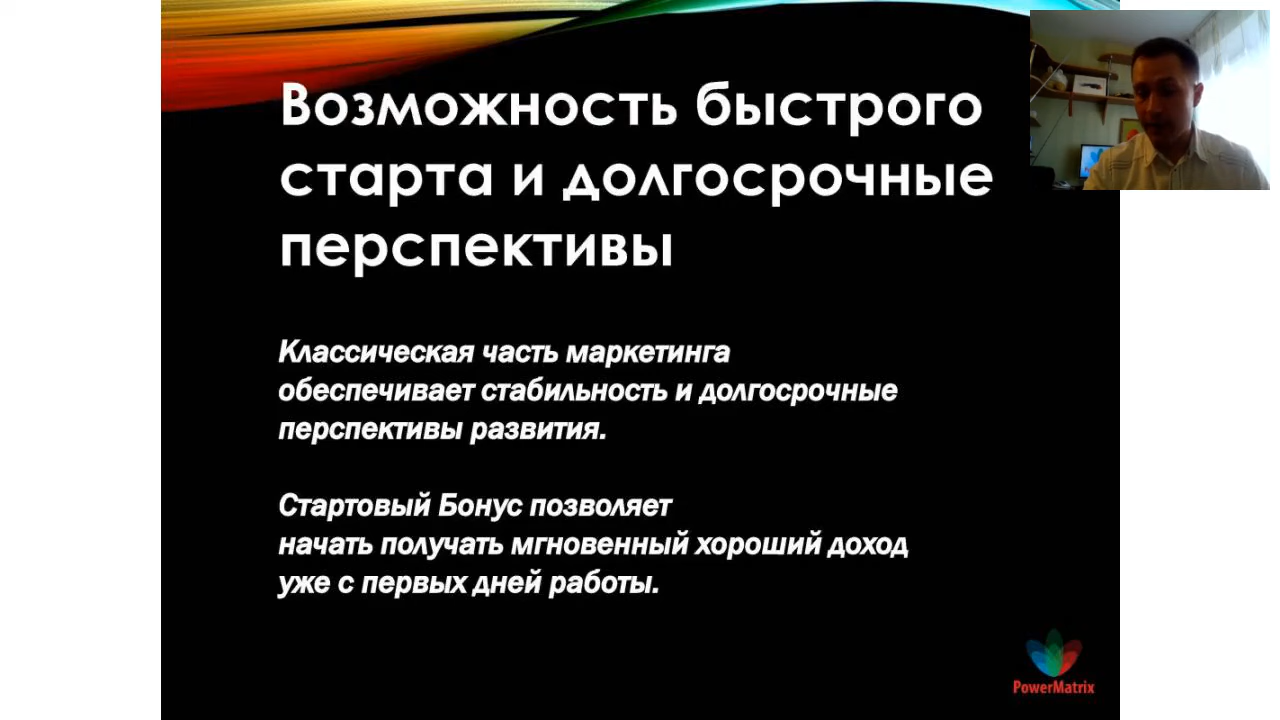 Возможность быстрого
старта и долгосрочные
перспективы
Классическая часть маркетинга
обеспечивает стабильность и долгосрочные
перспективы развития.
Стартовый Бонус позволяет
начать получать мгновенный хороший доход
уже с первых дней работы.
PowerMatrix